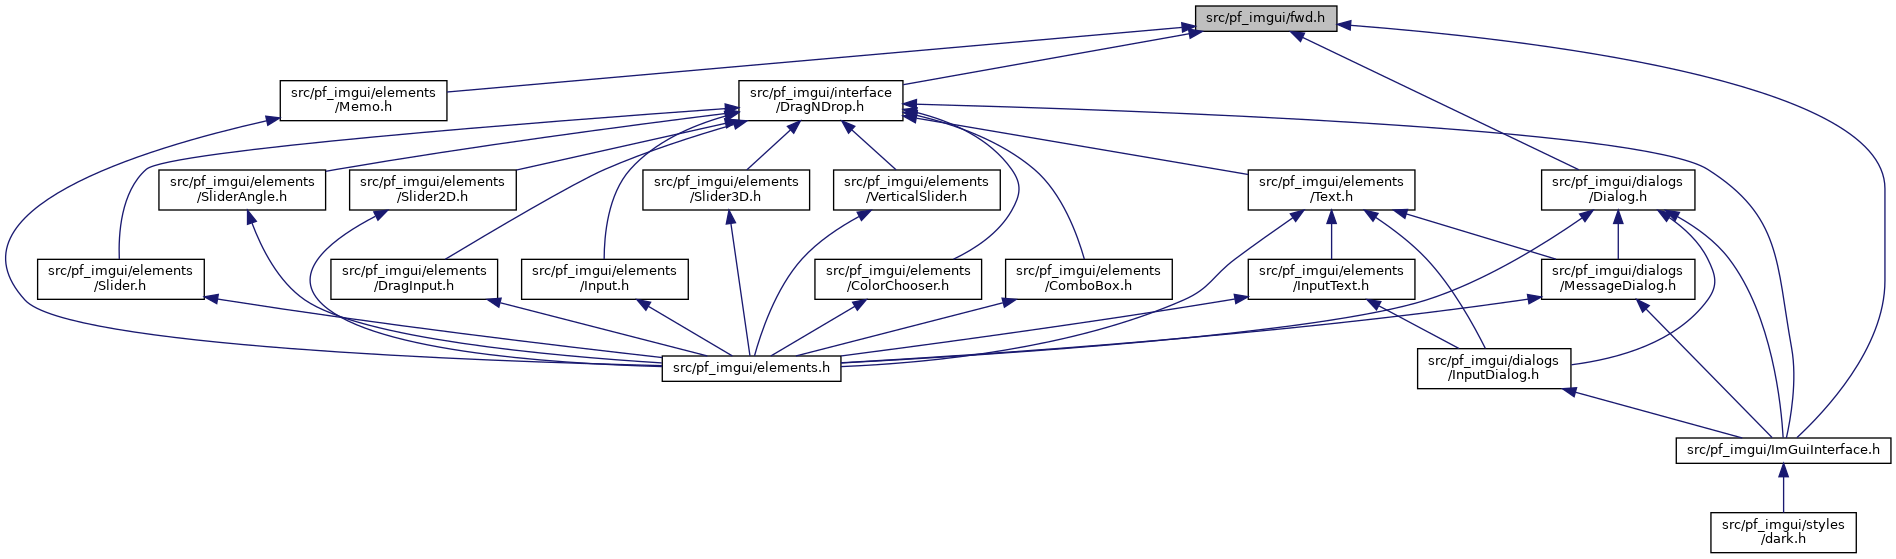 src/pf_imgui/fwd.h
src/pf_imgui/elements
/Memo.h
src/pf_imgui/interface
/DragNDrop.h
src/pf_imgui/elements
/SliderAngle.h
src/pf_imgui/elements
/Slider2D.h
src/pf_imgui/elements
/Slider3D.h
src/pf_imgui/elements
/VerticalSlider.h
src/pf_imgui/elements
/Text.h
src/pf_imgui/dialogs
/Dialog.h
src/pf_imgui/elements
/Slider.h
src/pf_imgui/elements
/DragInput.h
src/pf_imgui/elements
/Input.h
src/pf_imgui/elements
/ColorChooser.h
src/pf_imgui/elements
/ComboBox.h
src/pf_imgui/elements
/InputText.h
src/pf_imgui/dialogs
/MessageDialog.h
src/pf_imgui/elements.h
src/pf_imgui/dialogs
/InputDialog.h
src/pf_imgui/ImGuiInterface.h
src/pf_imgui/styles
/dark.h